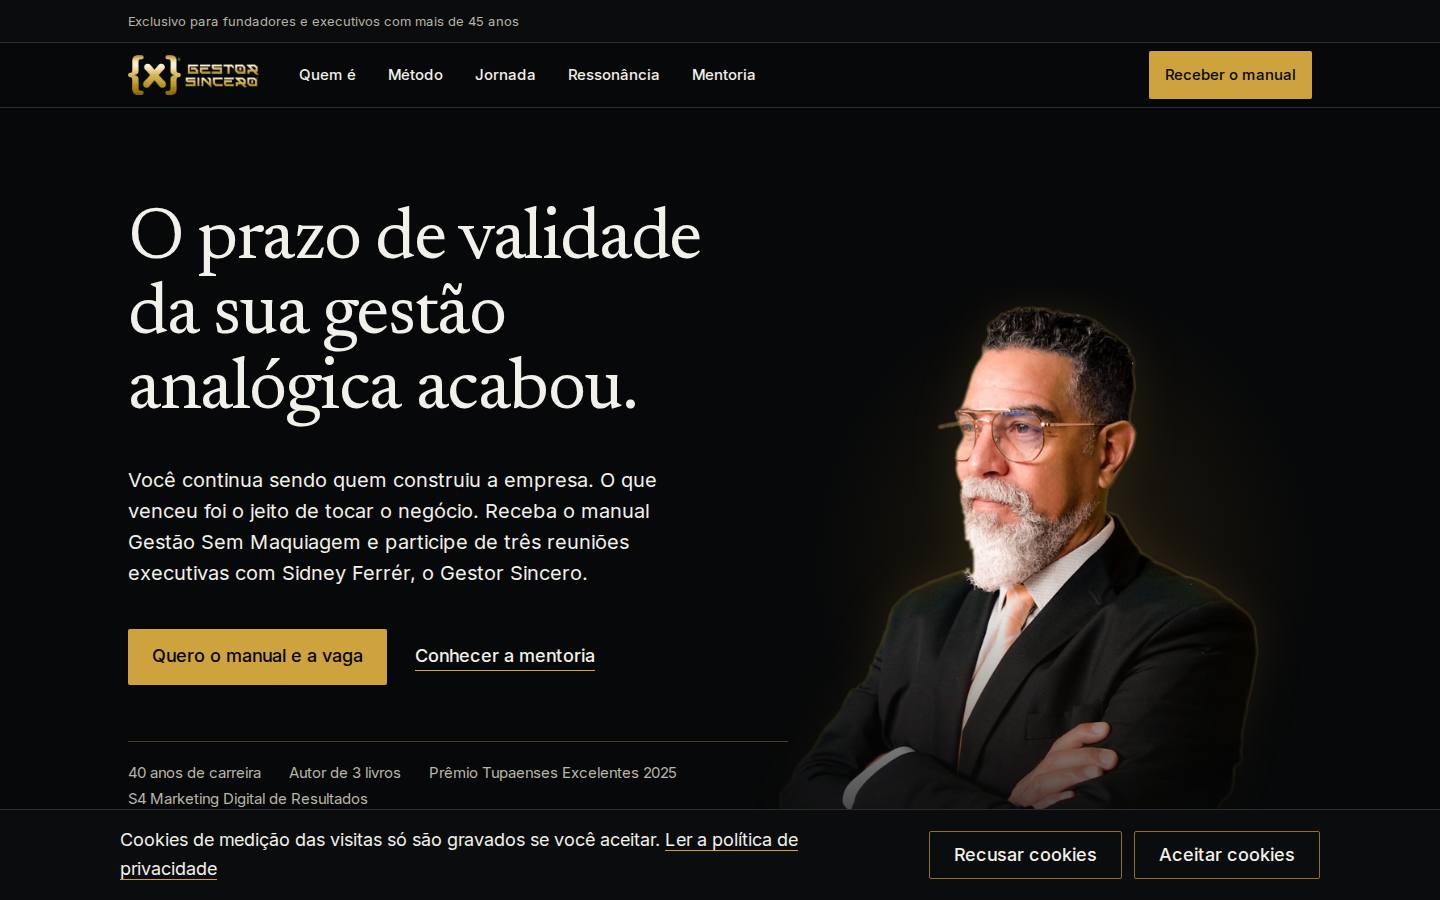 Exclusivo para fundadores e executivos com mais de 45 anos
{x} GESTOR
SINCERO
Quem é
Método
Jornada
Ressonância
Mentoria
Receber o manual
O prazo de validade
da sua gestão
analógica acabou.
Você continua sendo quem construiu a empresa. O que
venceu foi o jeito de tocar o negócio. Receba o manual
Gestão Sem Maquiagem e participe de três reuniões
executivas com Sidney Ferrér, o Gestor Sincero.
Quero o manual e a vaga
Conhecer a mentoria
40 anos de carreira
Autor de 3 livros
Prêmio Tupaenses Excelentes 2025
S4 Marketing Digital de Resultados
Cookies de medição das visitas só são gravados se você aceitar. Ler a política de
privacidade
Recusar cookies
Aceitar cookies